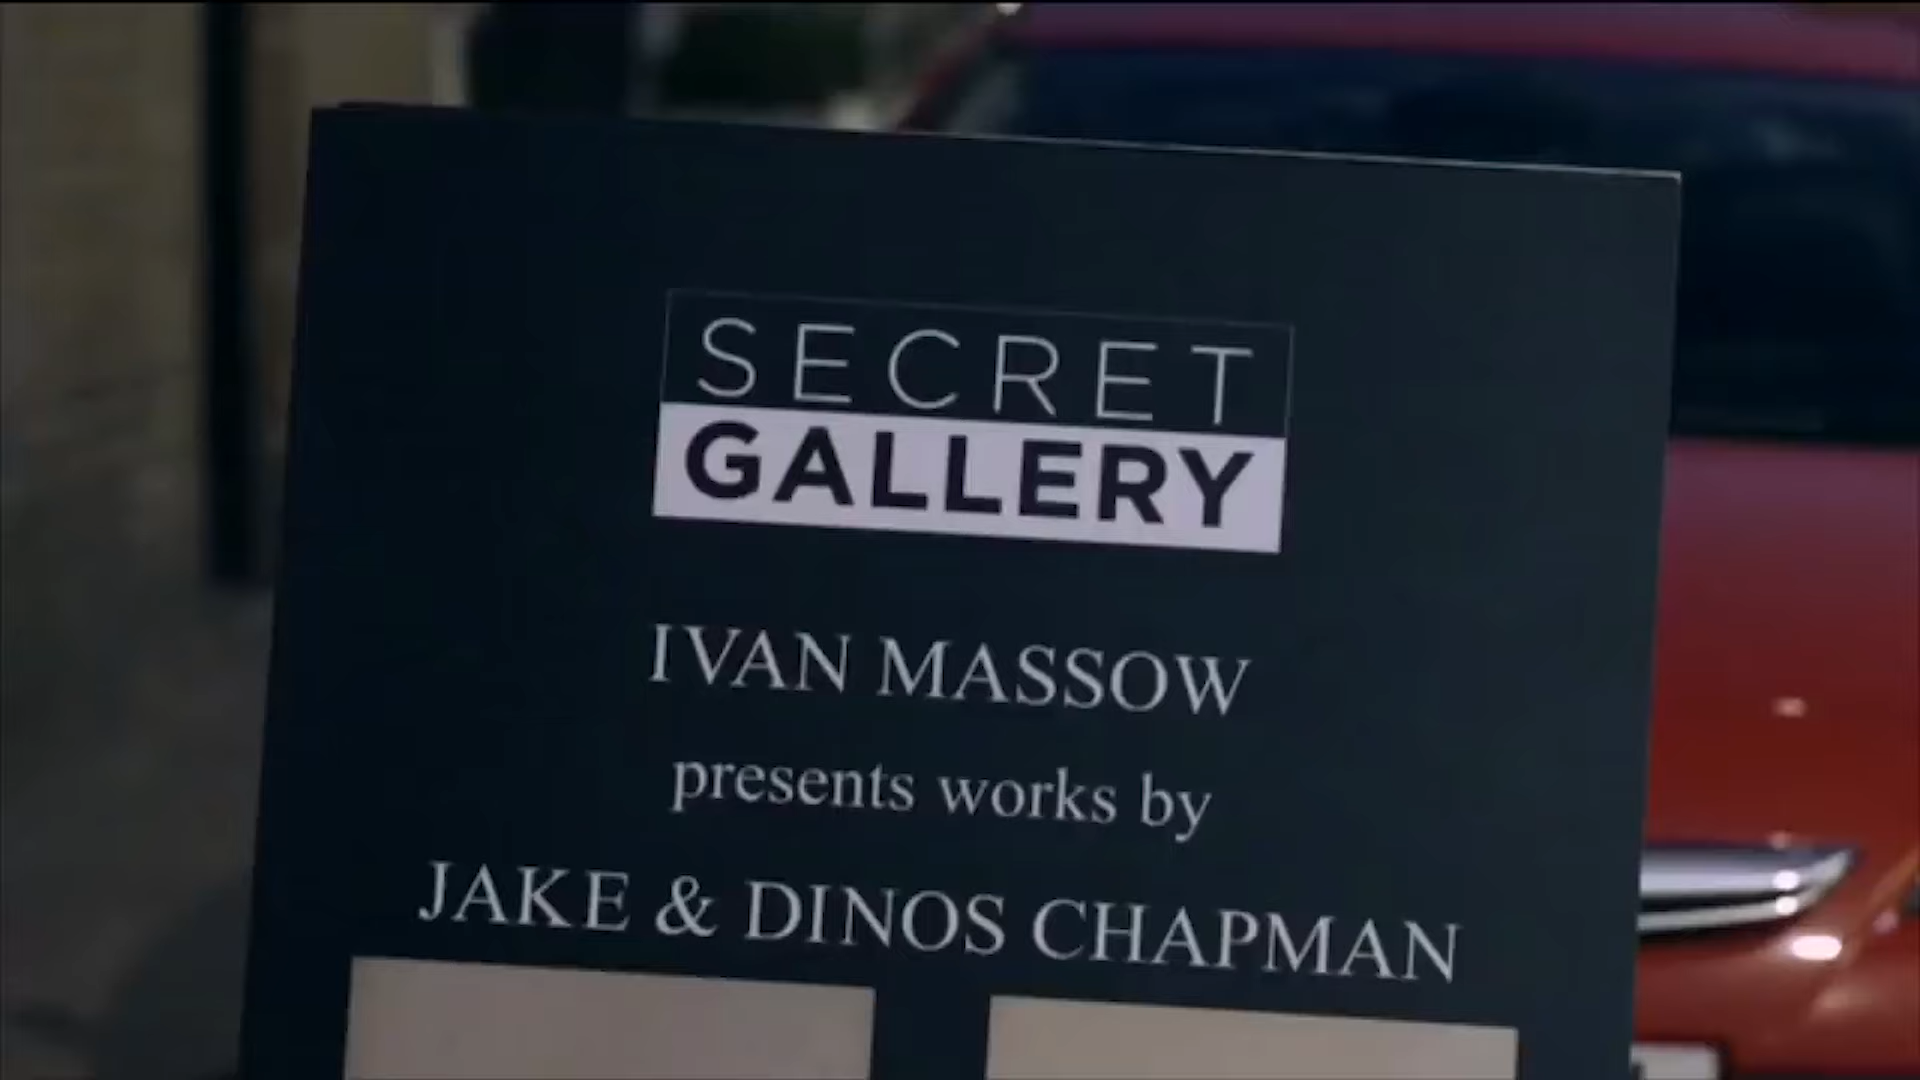 SECRET
GALLERY
IVAN MASSOW
presents works by
JAKE & DINOS CHAPMAN